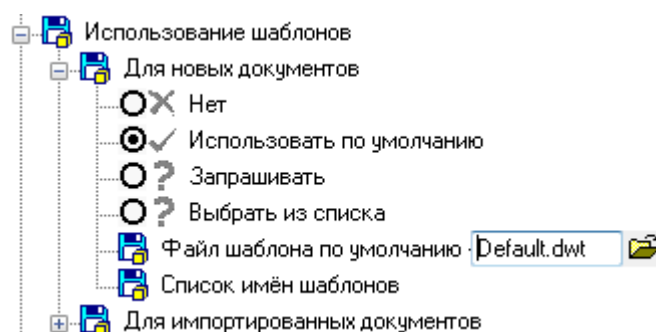 Использование шаблонов
Для новых документов
Нет
Использовать по умолчанию
Запрашивать
Выбрать из списка
Файл шаблона по умолчанию - Default.dwt
Список имён шаблонов
Для импортированных документов